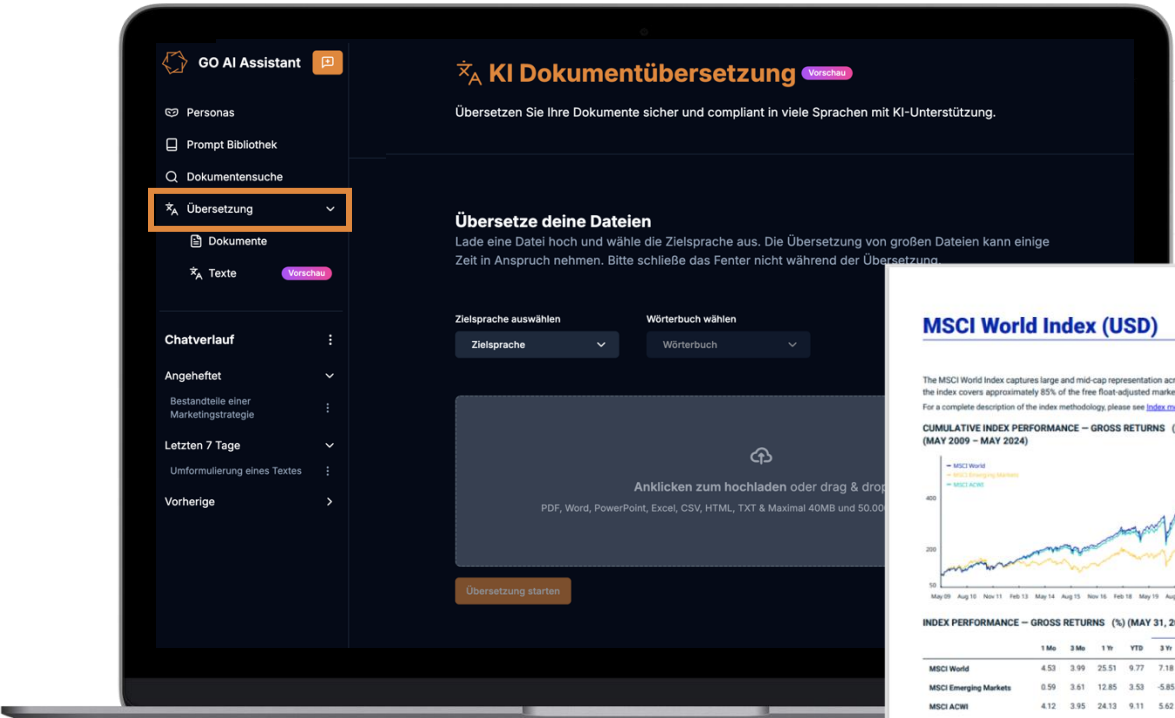 GO AI Assistant
Personas
Prompt Bibliothek
Dokumentensuche
Übersetzung
Dokumente
Texte Vorschau
Chatverlauf
Angeheftet
Bestandteile einer
Marketingstrategie
Letzten 7 Tage
Umformulierung eines Textes
Vorherige
KI Dokumentübersetzung Vorschau
Übersetzen Sie Ihre Dokumente sicher und compliant in viele Sprachen mit KI-Unterstützung.
Übersetze deine Dateien
Lade eine Datei hoch und wähle die Zielsprache aus. Die Übersetzung von großen Dateien kann einige
Zeit in Anspruch nehmen. Bitte schließe das Fenter nicht während der Übersetzung.
Zielsprache auswählen Wörterbuch wählen
Zielsprache Wörterbuch
Anklicken zum hochladen oder drag & drop
PDF, Word, PowerPoint, Excel, CSV, HTML, TXT & Maximal 40MB und 50.00
Übersetzung starten
MSCI World Index (USD)
The MSCI World Index captures large and mid-cap representation
the index covers approximately 85% of the free float-adjusted
For a complete description of the index methodology, please see Index
CUMULATIVE INDEX PERFORMANCE — GROSS RETURNS (
(MAY 2009 – MAY 2024)
MSCI World
MSCI Emerging Markets
MSCI ACWI
400
200
50
May 09 Aug 10 Nov 11 Feb 13 May 14 Aug 15 Nov 16 Feb 18 May 19
INDEX PERFORMANCE — GROSS RETURNS (%) (MAY 31,
1 Mo 3 Mo 1 Yr YTD 3 Yr
MSCI World 4.53 3.99 25.51 9.77 7.18
MSCI Emerging Markets 0.59 3.61 12.85 3.53 -5.85
MSCI ACWI 4.12 3.95 24.13 9.11 5.62